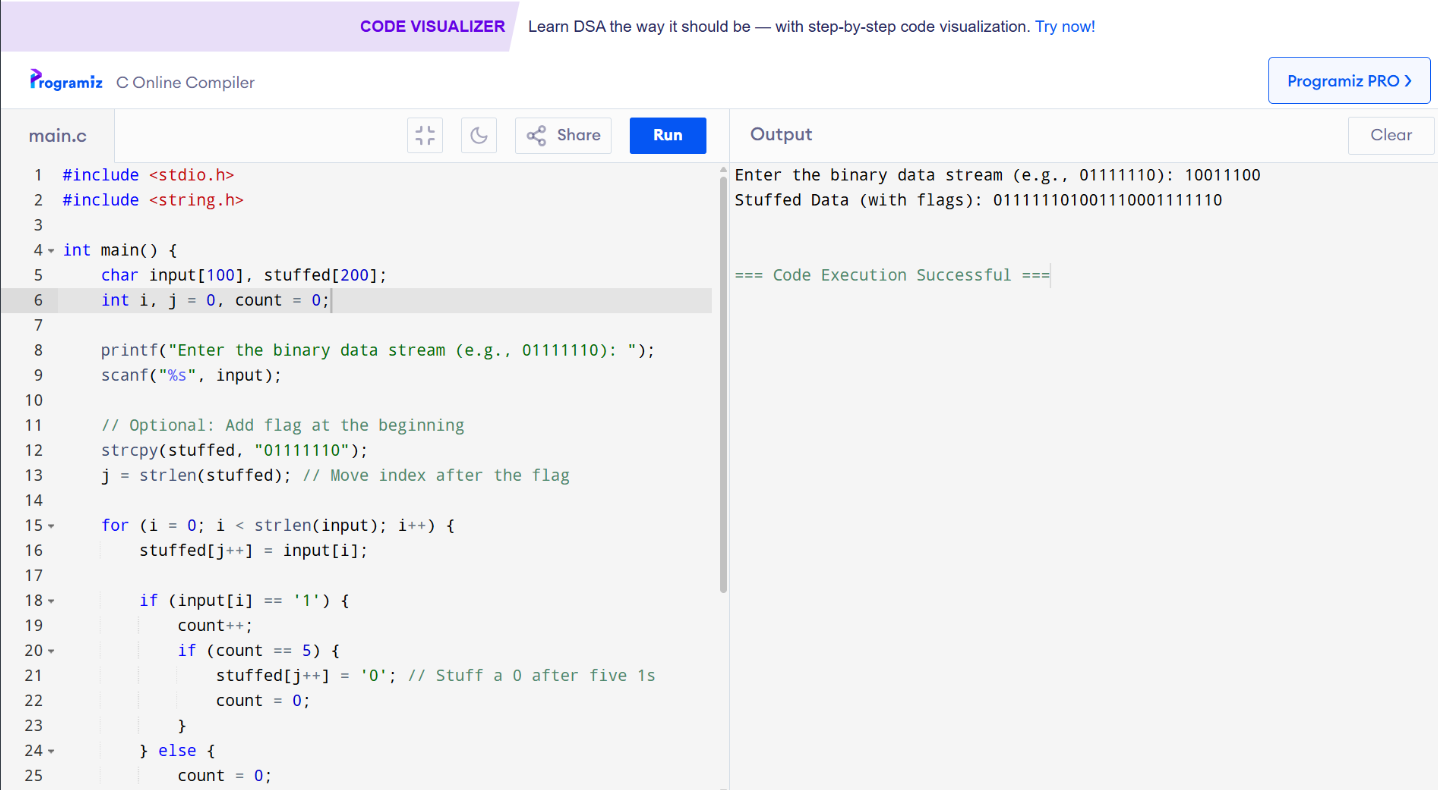 CODE VISUALIZER Learn DSA the way it should be — with step-by-step code visualization. Try now!
Programiz C Online Compiler Programiz PRO >
main.c Share Run Output Clear
1 #include <stdio.h>
2 #include <string.h>
3
4 int main() {
5 char input[100], stuffed[200];
6 int i, j = 0, count = 0;
7
8 printf("Enter the binary data stream (e.g., 01111110): ");
9 scanf("%s", input);
10
11 // Optional: Add flag at the beginning
12 strcpy(stuffed, "01111110");
13 j = strlen(stuffed); // Move index after the flag
14
15 for (i = 0; i < strlen(input); i++) {
16 stuffed[j++] = input[i];
17
18 if (input[i] == '1') {
19 count++;
20 if (count == 5) {
21 stuffed[j++] = '0'; // Stuff a 0 after five 1s
22 count = 0;
23 }
24 } else {
25 count = 0;
Enter the binary data stream (e.g., 01111110): 10011100
Stuffed Data (with flags): 011111101001110001111110
=== Code Execution Successful ===